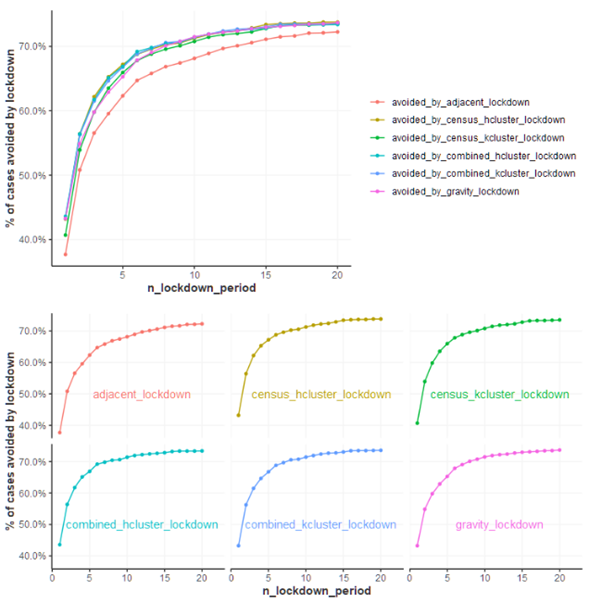 % of cases avoided by lockdown
70.0%
60.0%
50.0%
40.0%
5
10
15
20
n_lockdown_period
avoided_by_adjacent_lockdown
avoided_by_census_hcluster_lockdown
avoided_by_census_kcluster_lockdown
avoided_by_combined_hcluster_lockdown
avoided_by_combined_kcluster_lockdown
avoided_by_gravity_lockdown
% of cases avoided by lockdown
70.0%
60.0%
50.0%
40.0%
adjacent_lockdown
census_hcluster_lockdown
census_kcluster_lockdown
70.0%
60.0%
50.0%
40.0%
combined_hcluster_lockdown
combined_kcluster_lockdown
gravity_lockdown
0 5 10 15 20
0 5 10 15 20
0 5 10 15 20
n_lockdown_period